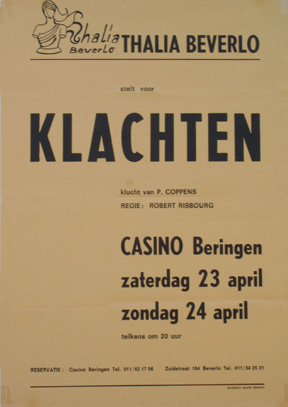 Thalia
Beverlo
THALIA BEVERLO
stelt voor
KLACHTEN
klucht van P. COPPENS
REGIE: ROBERT RISBOURG
CASINO Beringen
zaterdag 23 april
zondag 24 april
telkens om 20 uur
RESERVATIE: Casino Beringen Tel. 011/42 17 56 Zuidstraat 104 Beverlo Tel. 011/34 25 31